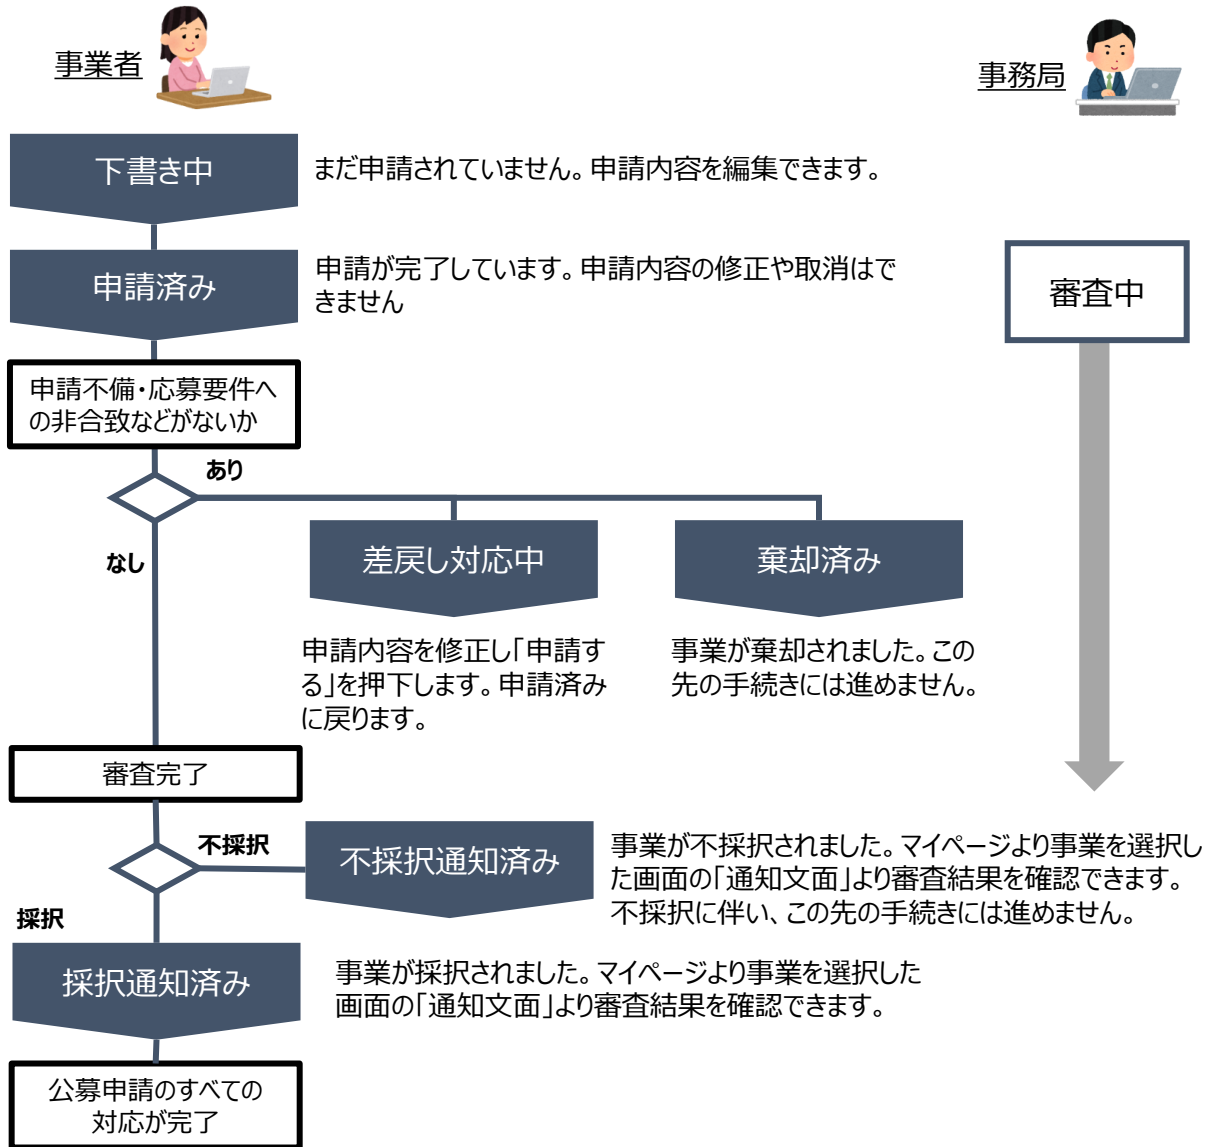 事業者
事務局
下書き中
まだ申請されていません。申請内容を編集できます。
申請済み
申請が完了しています。申請内容の修正や取消はで
きません
審査中
申請不備・応募要件へ
の非合致などがないか
あり
なし
差戻し対応中
棄却済み
申請内容を修正し「申請す
る」を押下します。申請済み
に戻ります。
事業が棄却されました。この
先の手続きには進めません。
審査完了
不採択
不採択通知済み
事業が不採択されました。マイページより事業を選択し
た画面の「通知文面」より審査結果を確認できます。
不採択に伴い、この先の手続きには進めません。
採択
採択通知済み
事業が採択されました。マイページより事業を選択した
画面の「通知文面」より審査結果を確認できます。
公募申請のすべての
対応が完了